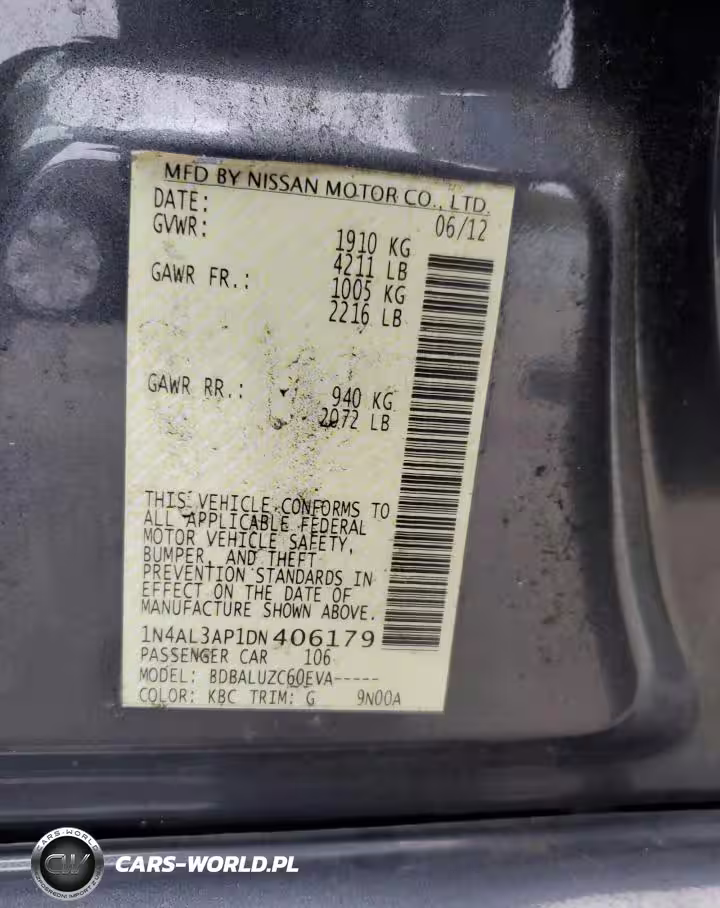 MFD BY NISSAN MOTOR CO., LTD.
DATE: 06/12
GVWR: 1910 KG
4211 LB
GAWR FR.: 1005 KG
2216 LB
GAWR RR.: 940 KG
2072 LB
THIS VEHICLE CONFORMS TO
ALL APPLICABLE FEDERAL
MOTOR VEHICLE SAFETY,
BUMPER, AND THEFT
PREVENTION STANDARDS IN
EFFECT ON THE DATE OF
MANUFACTURE SHOWN ABOVE.
1N4AL3AP1DN406179
PASSENGER CAR 106
MODEL: BDBALUZC60EVA-----
COLOR: KBC TRIM: G 9N00A
CARS-WORLD
CW
CARS-WORLD.PL